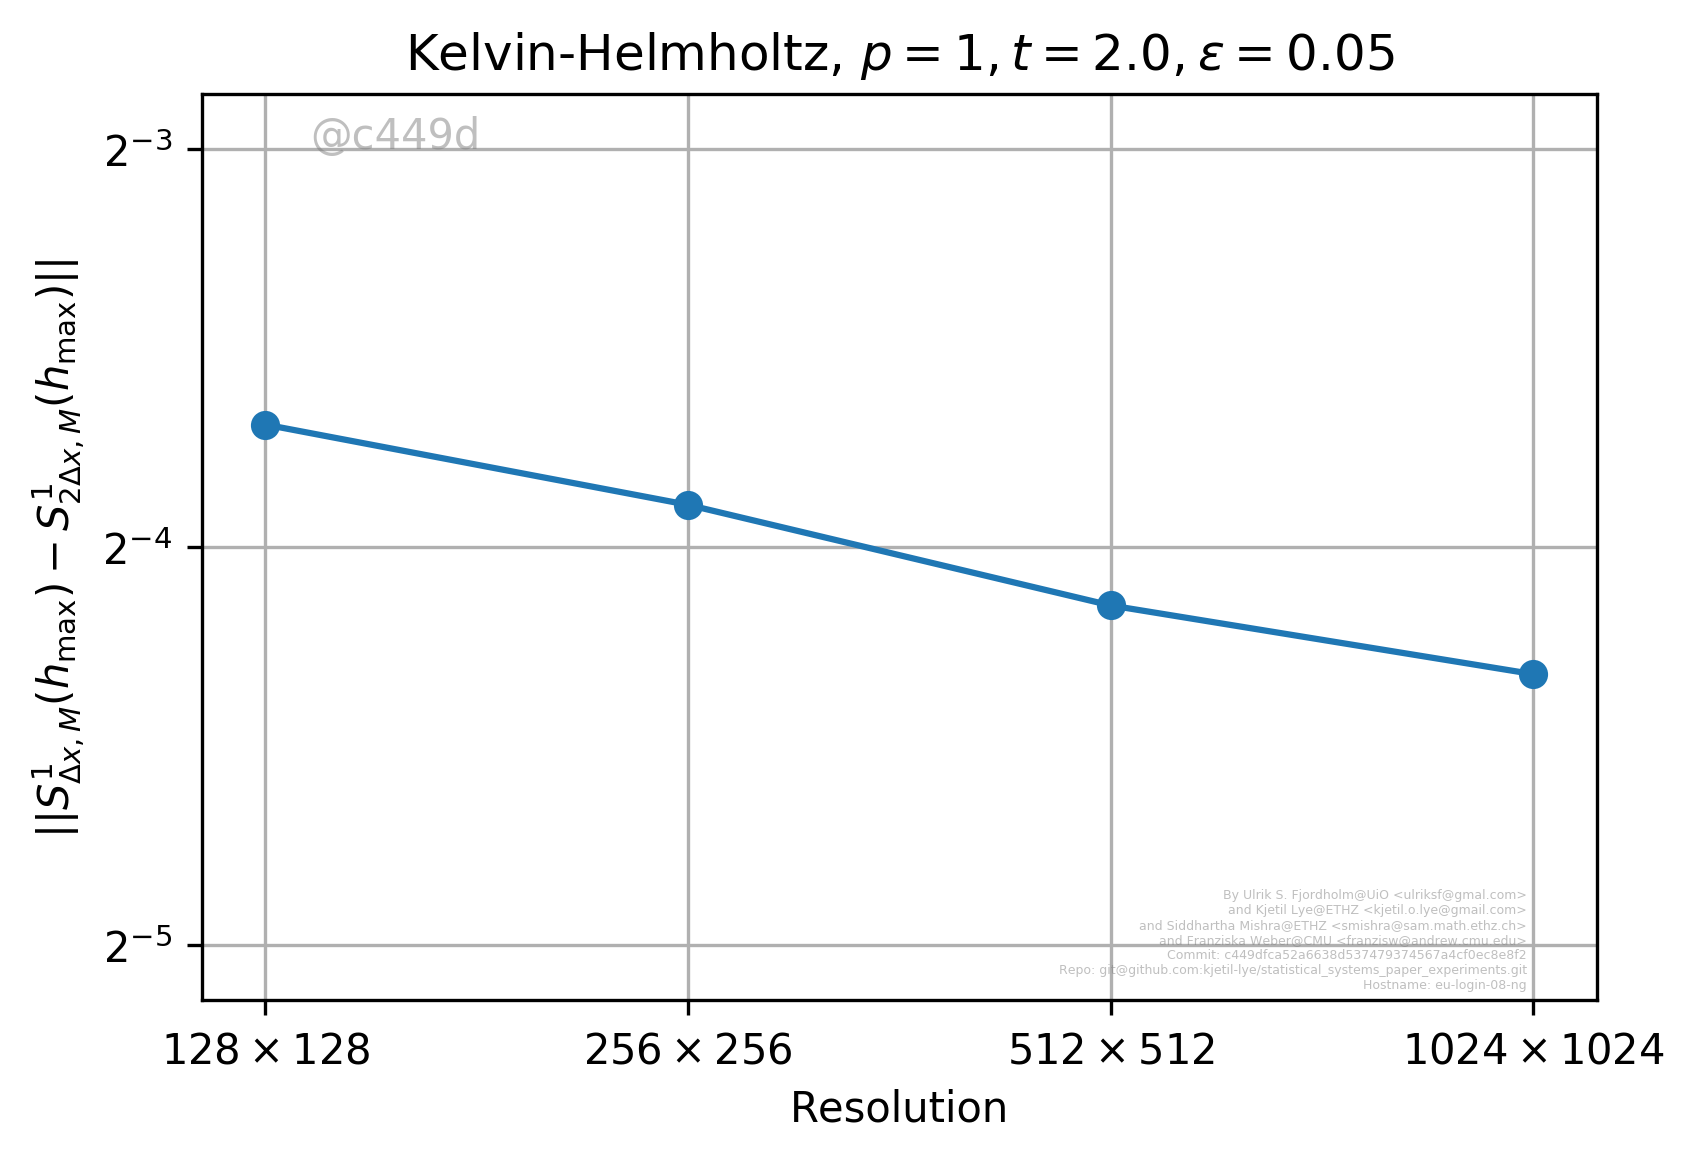 Kelvin-Helmholtz, p = 1, t = 2.0, ε = 0.05
@c449d
2⁻³
2⁻⁴
2⁻⁵
||S¹_{Δx, M}(h_max) − S¹_{2Δx, M}(h_max)||
By Ulrik S. Fjordholm@UiO <ulriksf@gmal.com>
and Kjetil Lye@ETHZ <kjetil.o.lye@gmail.com>
and Siddhartha Mishra@ETHZ <smishra@sam.math.ethz.ch>
and Franziska Weber@CMU <franzisw@andrew.cmu.edu>
Commit: c449dfca52a6638d537479374567a4cf0ec8e8f2
Repo: git@github.com:kjetil-lye/statistical_systems_paper_experiments.git
Hostname: eu-login-08-ng
128 × 128 256 × 256 512 × 512 1024 × 1024
Resolution